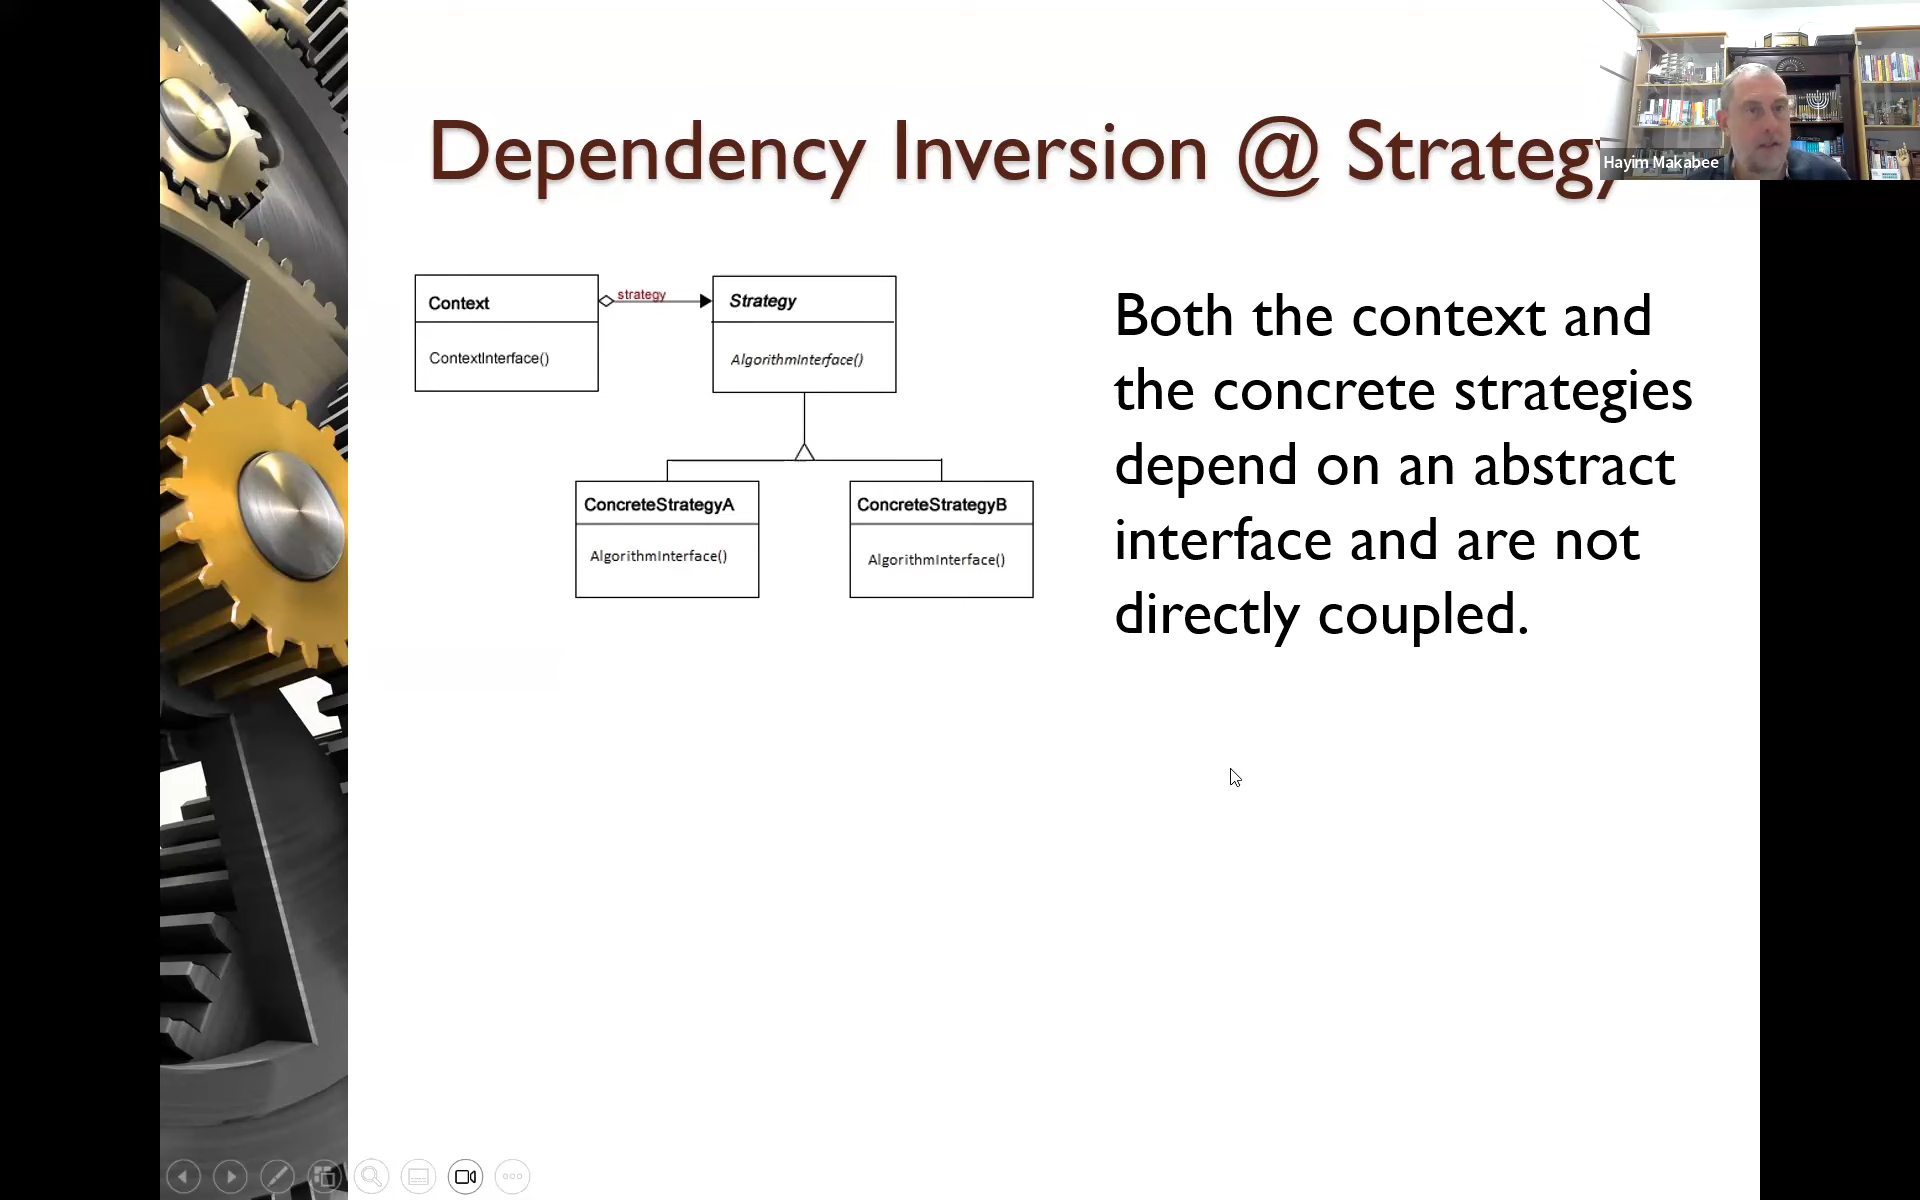 Dependency Inversion @ Strategy
Hayim Makabee
Context
strategy
Strategy
ContextInterface()
AlgorithmInterface()
ConcreteStrategyA
ConcreteStrategyB
AlgorithmInterface()
AlgorithmInterface()
Both the context and
the concrete strategies
depend on an abstract
interface and are not
directly coupled.